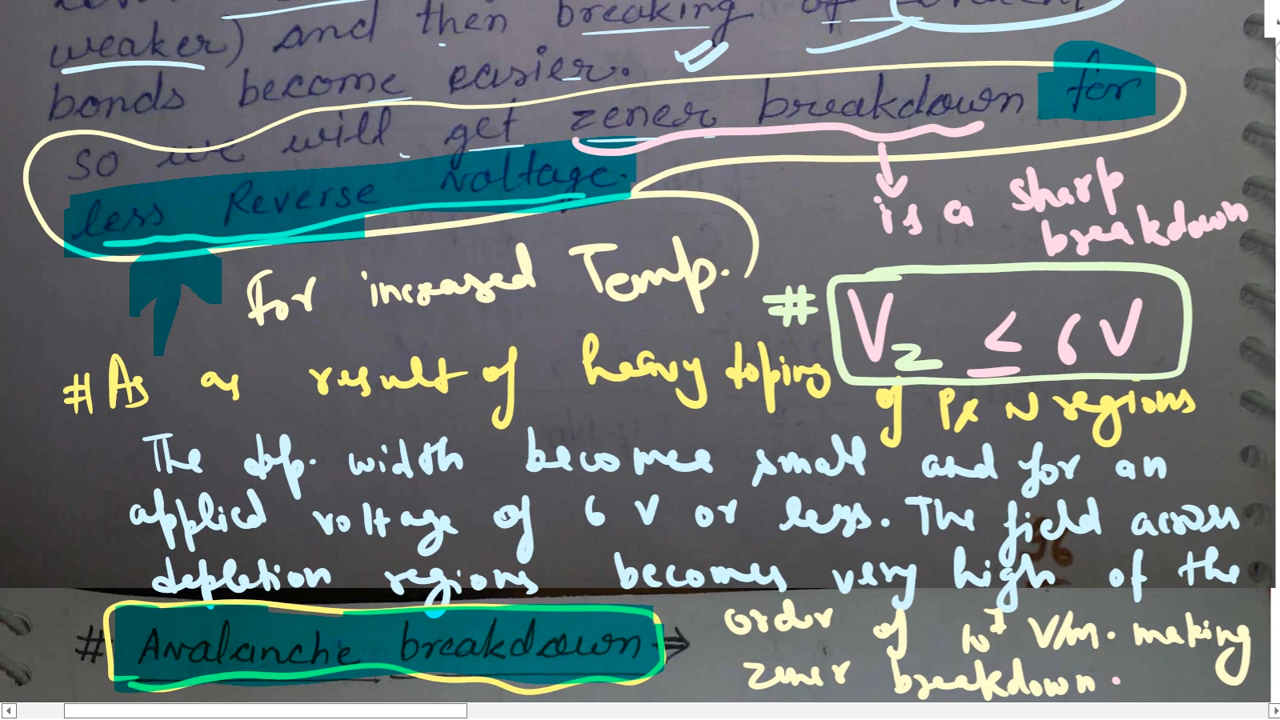 weaker) and then breaking of
bonds become easier.
so we will get zener breakdown for
less Reverse voltage.
is a sharp
breakdown
For increased Temp.
# Vz ≤ 6 V
# As a result of heavy toping
of P & N regions
The dep. width becomes small and for an
applied voltage of 6 V or less. The field across
depletion regions becomes very high of the
order of 10⁷ V/m. making
zener breakdown.
# Avalanche breakdown ⇒